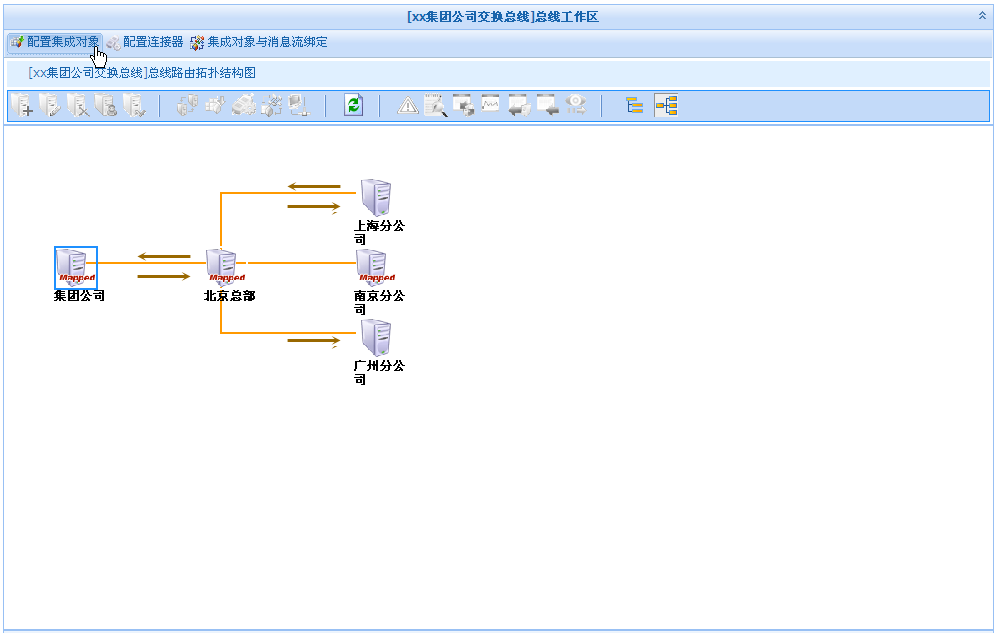 [xx集团公司交换总线]总线工作区
配置集成对象 配置连接器 集成对象与消息流绑定
[xx集团公司交换总线]总线路由拓扑结构图
上海分公
司
Mapped Mapped Mapped
集团公司 北京总部 南京分公
司
广州分公
司